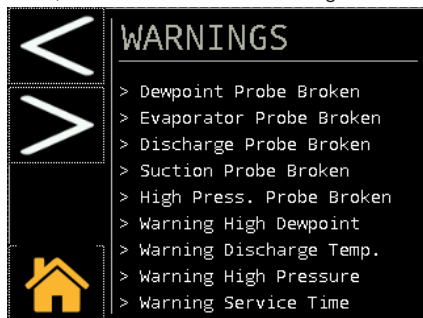 WARNINGS
> Dewpoint Probe Broken
> Evaporator Probe Broken
> Discharge Probe Broken
> Suction Probe Broken
> High Press. Probe Broken
> Warning High Dewpoint
> Warning Discharge Temp.
> Warning High Pressure
> Warning Service Time